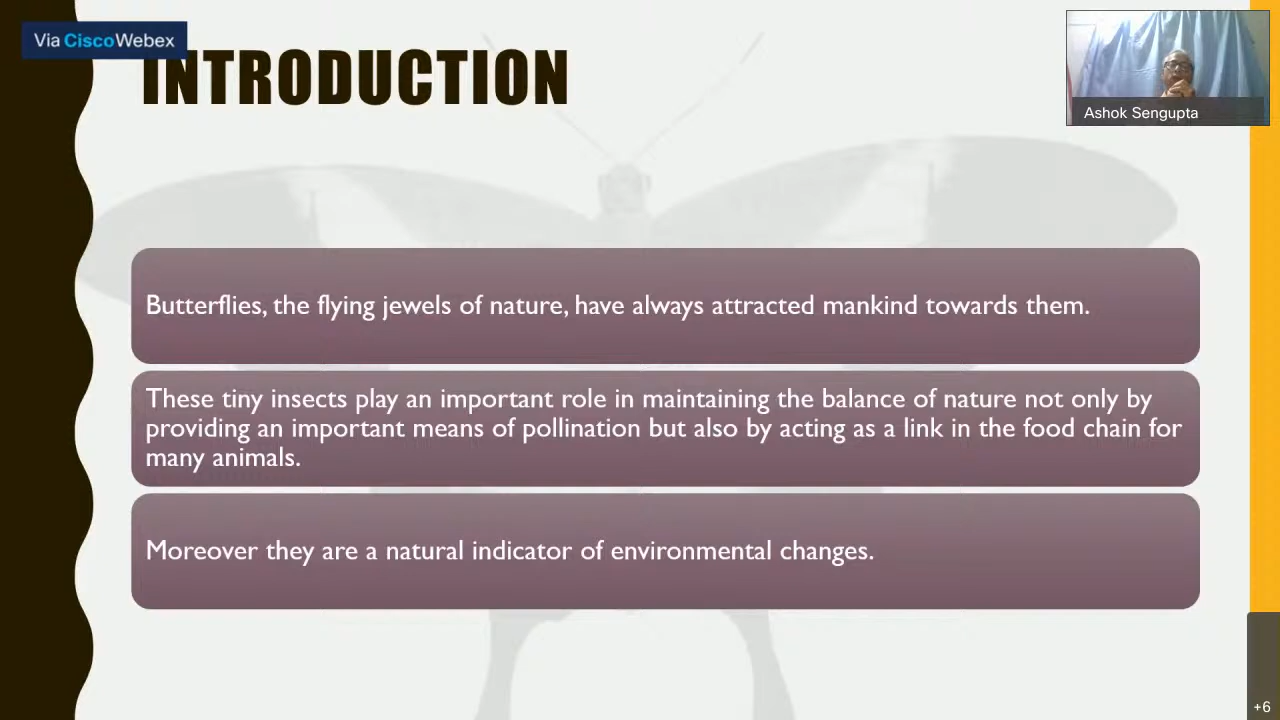 Via CiscoWebex
INTRODUCTION
Ashok Sengupta
Butterflies, the flying jewels of nature, have always attracted mankind towards them.
These tiny insects play an important role in maintaining the balance of nature not only by
providing an important means of pollination but also by acting as a link in the food chain for
many animals.
Moreover they are a natural indicator of environmental changes.
+6